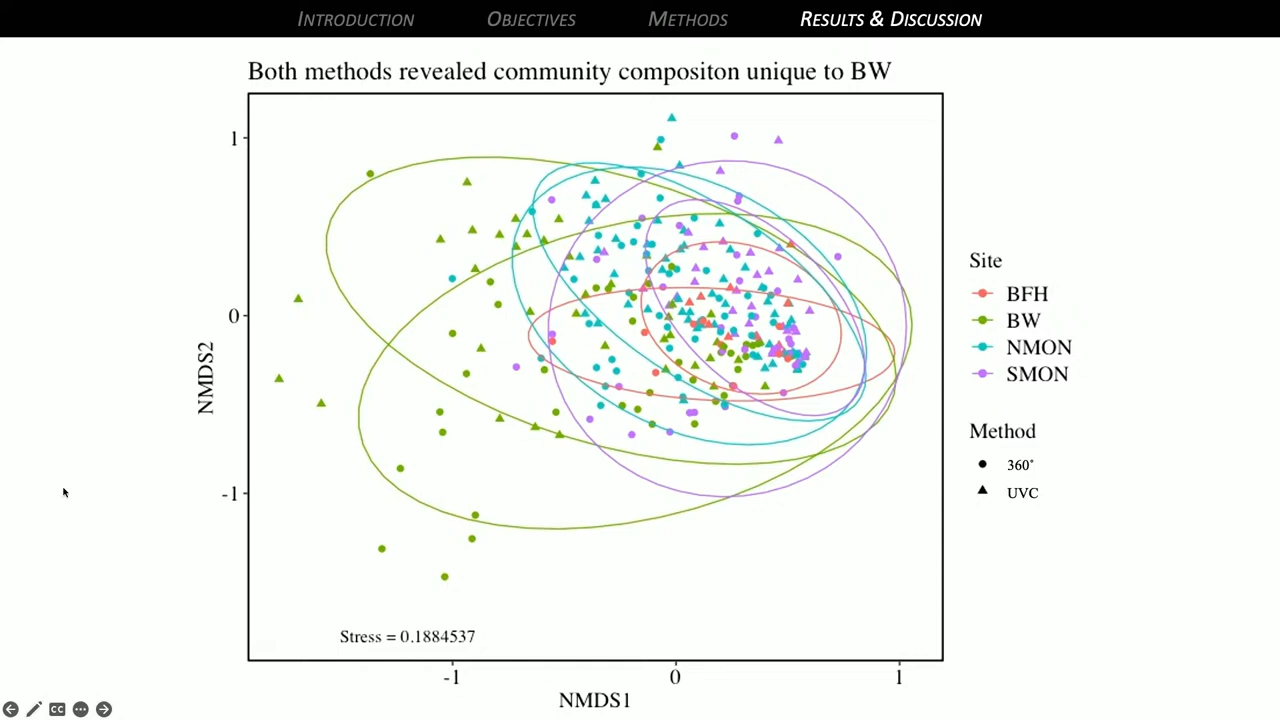 INTRODUCTION OBJECTIVES METHODS RESULTS & DISCUSSION
Both methods revealed community compositon unique to BW
1
0
-1
NMDS2
-1 0 1
NMDS1
Stress = 0.1884537
Site
BFH
BW
NMON
SMON
Method
360°
UVC
CC